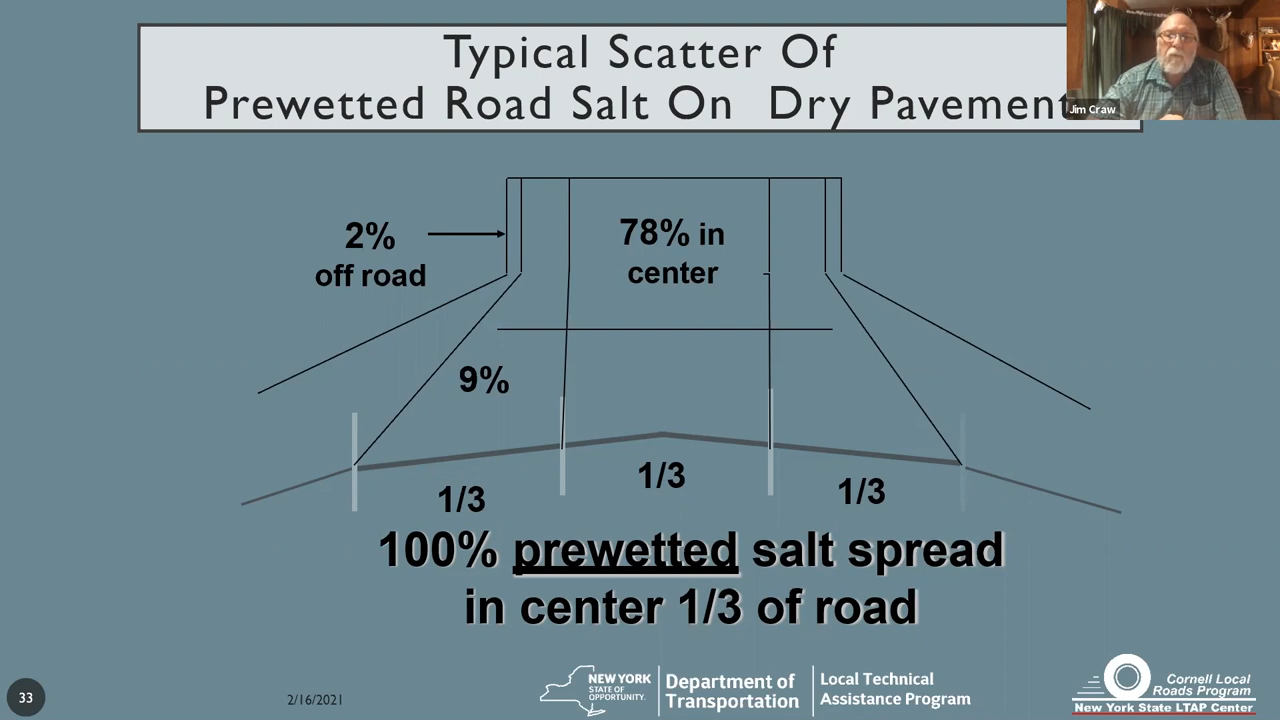 Typical Scatter Of
Prewetted Road Salt On Dry Pavement
Jim Craw
2%
off road
78% in
center
9%
1/3
1/3
1/3
100% prewetted salt spread
in center 1/3 of road
33
2/16/2021
NEW YORK
STATE OF
OPPORTUNITY.
Department of
Transportation
Local Technical
Assistance Program
Cornell Local
Roads Program
New York State LTAP Center